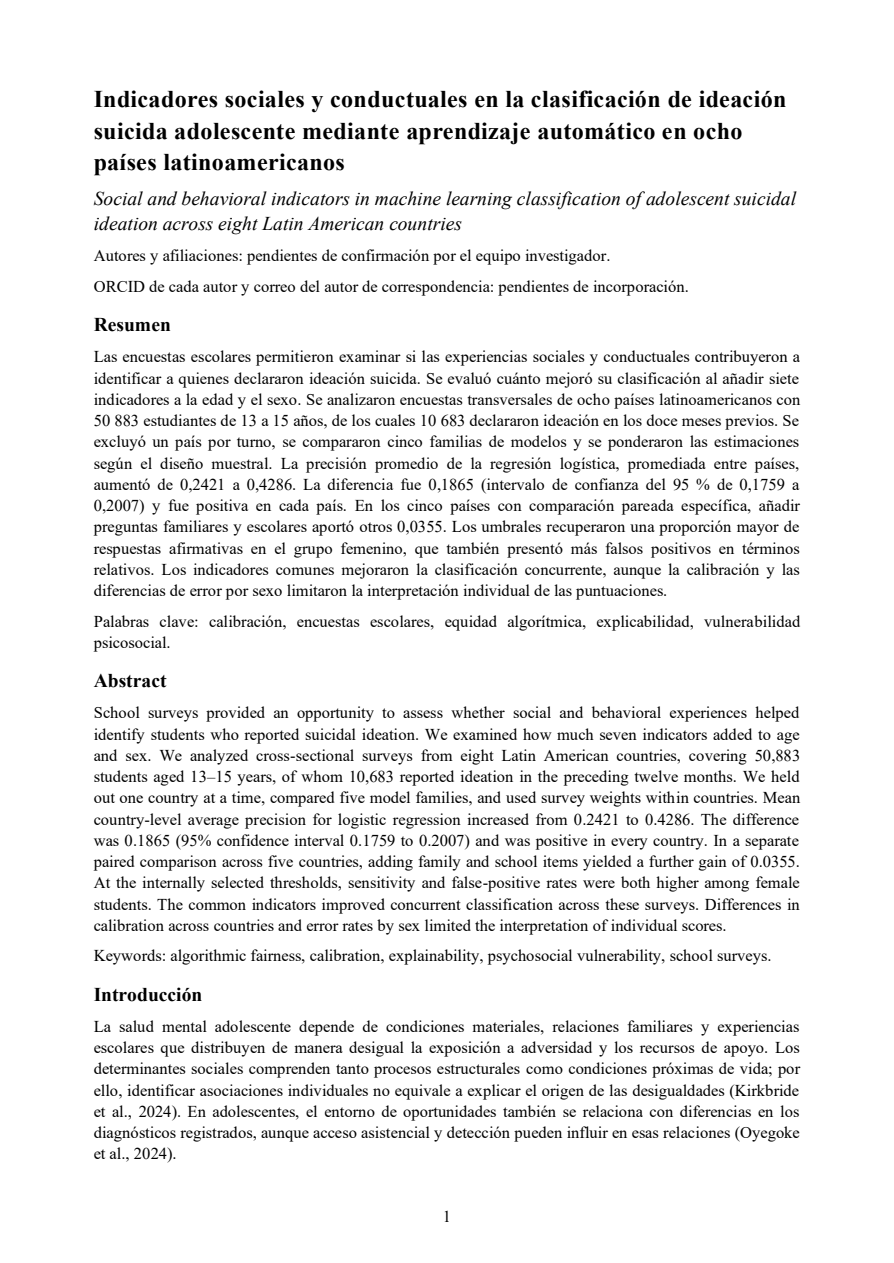 Indicadores sociales y conductuales en la clasificación de ideación
suicida adolescente mediante aprendizaje automático en ocho
países latinoamericanos
Social and behavioral indicators in machine learning classification of adolescent suicidal
ideation across eight Latin American countries
Autores y afiliaciones: pendientes de confirmación por el equipo investigador.
ORCID de cada autor y correo del autor de correspondencia: pendientes de incorporación.
Resumen
Las encuestas escolares permitieron examinar si las experiencias sociales y conductuales contribuyeron a
identificar a quienes declararon ideación suicida. Se evaluó cuánto mejoró su clasificación al añadir siete
indicadores a la edad y el sexo. Se analizaron encuestas transversales de ocho países latinoamericanos con
50 883 estudiantes de 13 a 15 años, de los cuales 10 683 declararon ideación en los doce meses previos. Se
excluyó un país por turno, se compararon cinco familias de modelos y se ponderaron las estimaciones
según el diseño muestral. La precisión promedio de la regresión logística, promediada entre países,
aumentó de 0,2421 a 0,4286. La diferencia fue 0,1865 (intervalo de confianza del 95 % de 0,1759 a
0,2007) y fue positiva en cada país. En los cinco países con comparación pareada específica, añadir
preguntas familiares y escolares aportó otros 0,0355. Los umbrales recuperaron una proporción mayor de
respuestas afirmativas en el grupo femenino, que también presentó más falsos positivos en términos
relativos. Los indicadores comunes mejoraron la clasificación concurrente, aunque la calibración y las
diferencias de error por sexo limitaron la interpretación individual de las puntuaciones.
Palabras clave: calibración, encuestas escolares, equidad algorítmica, explicabilidad, vulnerabilidad
psicosocial.
Abstract
School surveys provided an opportunity to assess whether social and behavioral experiences helped
identify students who reported suicidal ideation. We examined how much seven indicators added to age
and sex. We analyzed cross-sectional surveys from eight Latin American countries, covering 50,883
students aged 13–15 years, of whom 10,683 reported ideation in the preceding twelve months. We held
out one country at a time, compared five model families, and used survey weights within countries. Mean
country-level average precision for logistic regression increased from 0.2421 to 0.4286. The difference
was 0.1865 (95% confidence interval 0.1759 to 0.2007) and was positive in every country. In a separate
paired comparison across five countries, adding family and school items yielded a further gain of 0.0355.
At the internally selected thresholds, sensitivity and false-positive rates were both higher among female
students. The common indicators improved concurrent classification across these surveys. Differences in
calibration across countries and error rates by sex limited the interpretation of individual scores.
Keywords: algorithmic fairness, calibration, explainability, psychosocial vulnerability, school surveys.
Introducción
La salud mental adolescente depende de condiciones materiales, relaciones familiares y experiencias
escolares que distribuyen de manera desigual la exposición a adversidad y los recursos de apoyo. Los
determinantes sociales comprenden tanto procesos estructurales como condiciones próximas de vida; por
ello, identificar asociaciones individuales no equivale a explicar el origen de las desigualdades (Kirkbride
et al., 2024). En adolescentes, el entorno de oportunidades también se relaciona con diferencias en los
diagnósticos registrados, aunque acceso asistencial y detección pueden influir en esas relaciones (Oyegoke
et al., 2024).
1